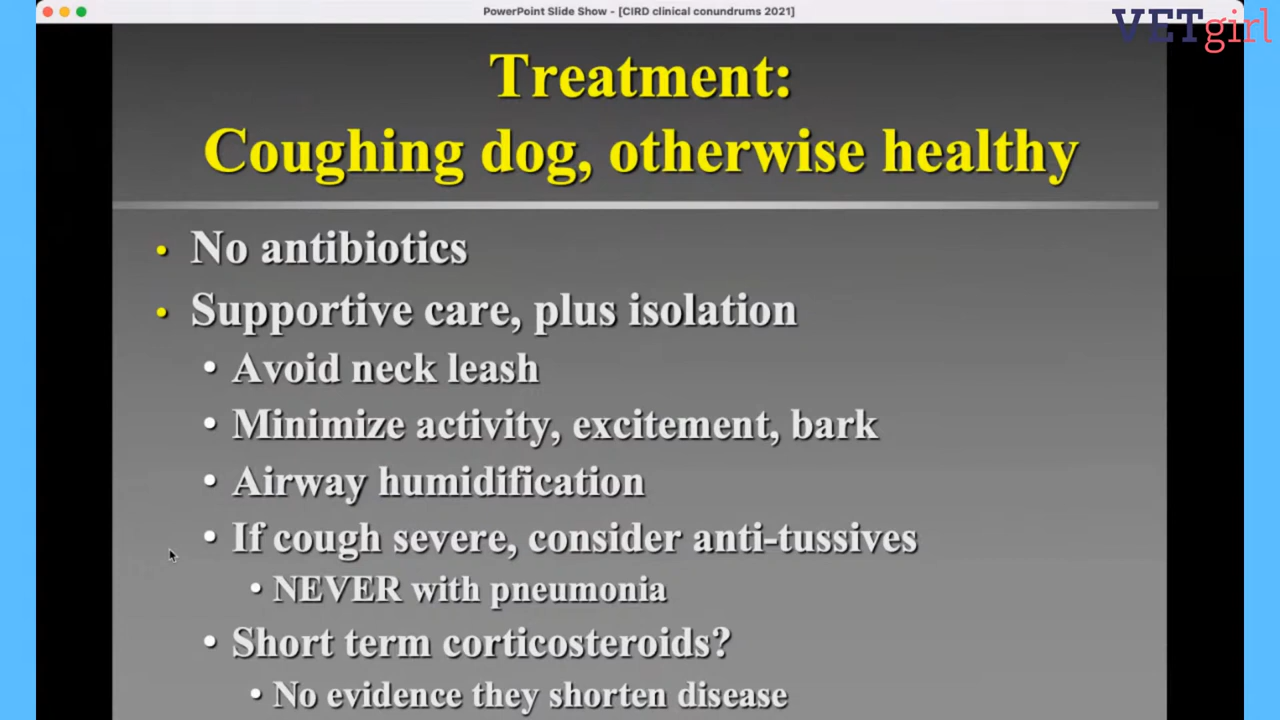 PowerPoint Slide Show - [CIRD clinical conundrums 2021]
VETgirl
Treatment:
Coughing dog, otherwise healthy
• No antibiotics
• Supportive care, plus isolation
• Avoid neck leash
• Minimize activity, excitement, bark
• Airway humidification
• If cough severe, consider anti-tussives
• NEVER with pneumonia
• Short term corticosteroids?
• No evidence they shorten disease